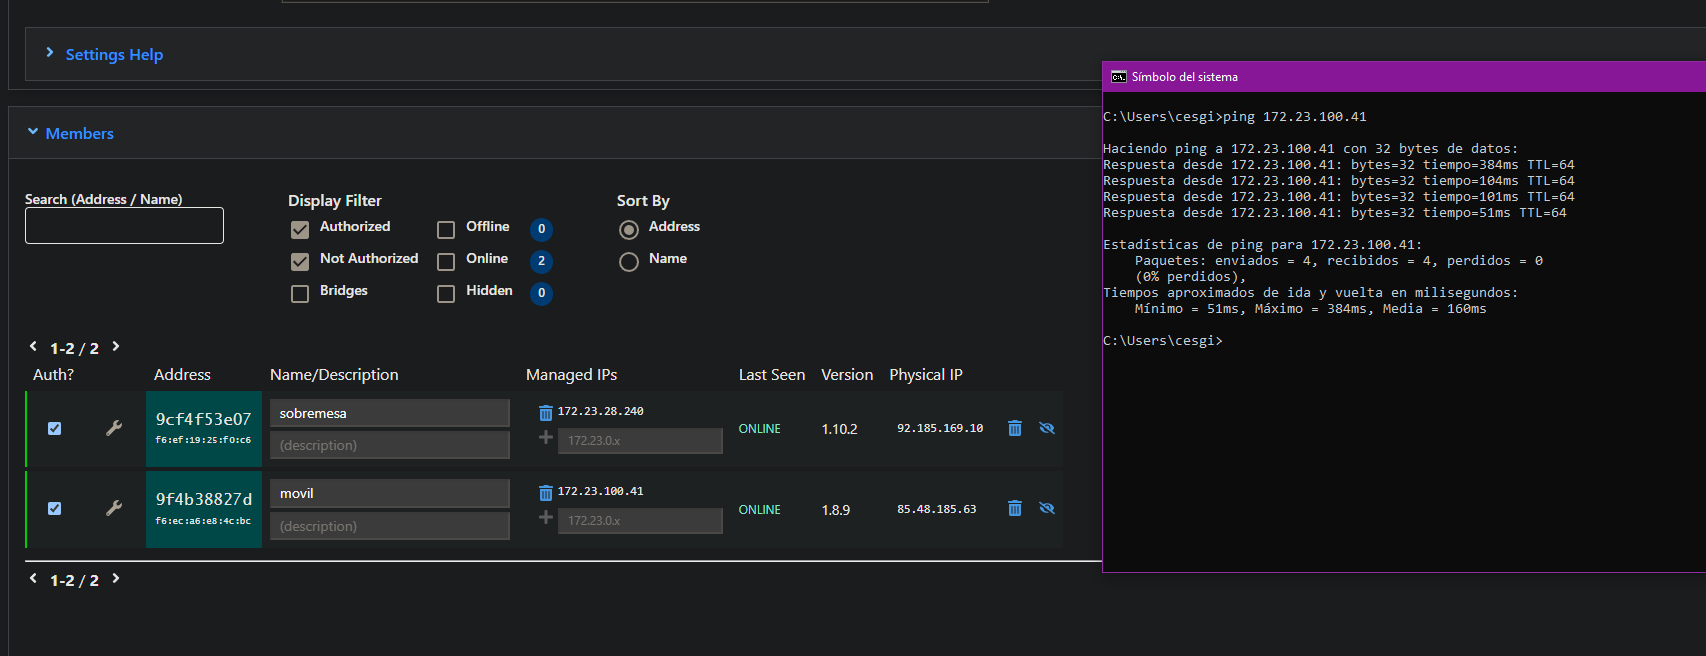 Settings Help
Members
Search (Address / Name)
Display Filter
Authorized
Offline
0
Not Authorized
Online
2
Bridges
Hidden
0
Sort By
Address
Name
1-2 / 2
Auth?
Address
Name/Description
Managed IPs
Last Seen
Version
Physical IP
9cf4f53e07
f6:ef:19:25:f0:c6
sobremesa
(description)
172.23.28.240
172.23.0.x
ONLINE
1.10.2
92.185.169.10
9f4b38827d
f6:ec:a6:e8:4c:bc
movil
(description)
172.23.100.41
172.23.0.x
ONLINE
1.8.9
85.48.185.63
1-2 / 2
Símbolo del sistema
C:\Users\cesgi>ping 172.23.100.41
Haciendo ping a 172.23.100.41 con 32 bytes de datos:
Respuesta desde 172.23.100.41: bytes=32 tiempo=384ms TTL=64
Respuesta desde 172.23.100.41: bytes=32 tiempo=104ms TTL=64
Respuesta desde 172.23.100.41: bytes=32 tiempo=101ms TTL=64
Respuesta desde 172.23.100.41: bytes=32 tiempo=51ms TTL=64
Estadísticas de ping para 172.23.100.41:
Paquetes: enviados = 4, recibidos = 4, perdidos = 0
(0% perdidos),
Tiempos aproximados de ida y vuelta en milisegundos:
Mínimo = 51ms, Máximo = 384ms, Media = 160ms
C:\Users\cesgi>